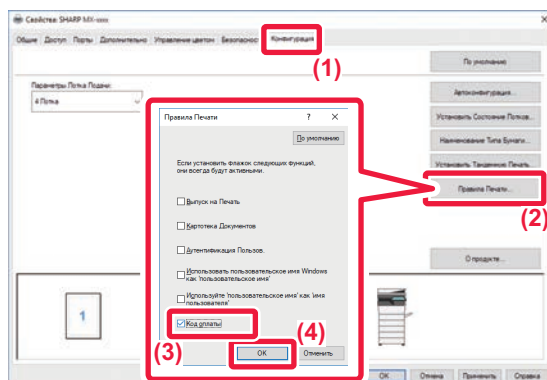 Свойства: SHARP MX-xxxx
Общие Доступ Порты Дополнительно Управление цветом Безопасность Конфигурация
(1)
По умолчанию
Параметры Лотка Подачи:
4 Лотка
Автоконфигурация...
Установить Состояние Лотков...
Наименование Типа Бумаги...
Установить Тандемную Печать...
Правила Печати...
(2)
О продукте...
Правила Печати ? X
По умолчанию
Если установить флажок следующих функций,
они всегда будут активными.
Выпуск на Печать
Картотека Документов
Аутентификация Пользов.
Использовать пользовательское имя Windows
как 'пользовательское имя'
Используйте 'пользовательское имя' как 'имя
пользователя'
Код оплаты
(3)
(4)
OK Отменить
1
OK Отмена Применить Справка